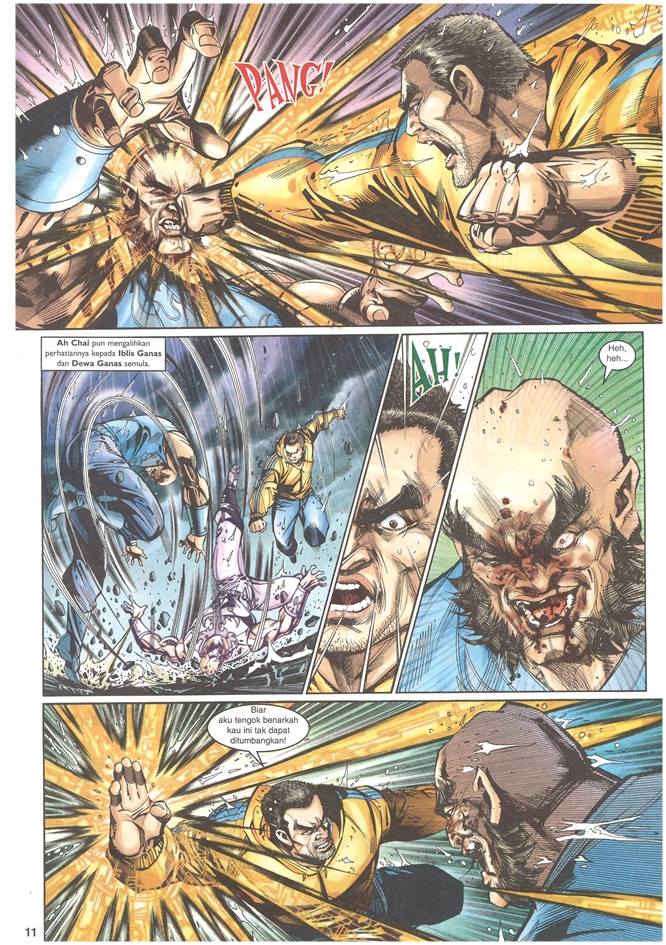 PANG!
Ah Chai pun mengalihkan
perhatiannya kepada Iblis Ganas
dan Dewa Ganas semula.
AH!
Heh,
heh...
Biar
aku tengok benarkah
kau ini tak dapat
ditumbangkan!
11